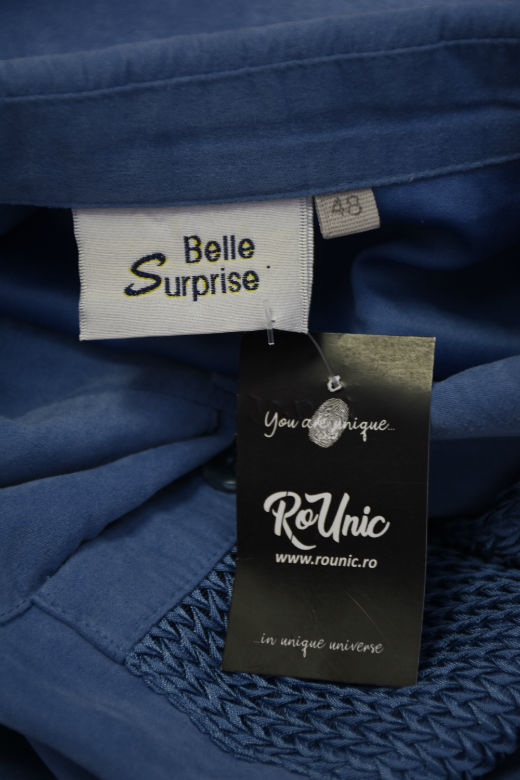 48
Belle
Surprise
You are unique...
RoUnic
www.rounic.ro
...in unique universe